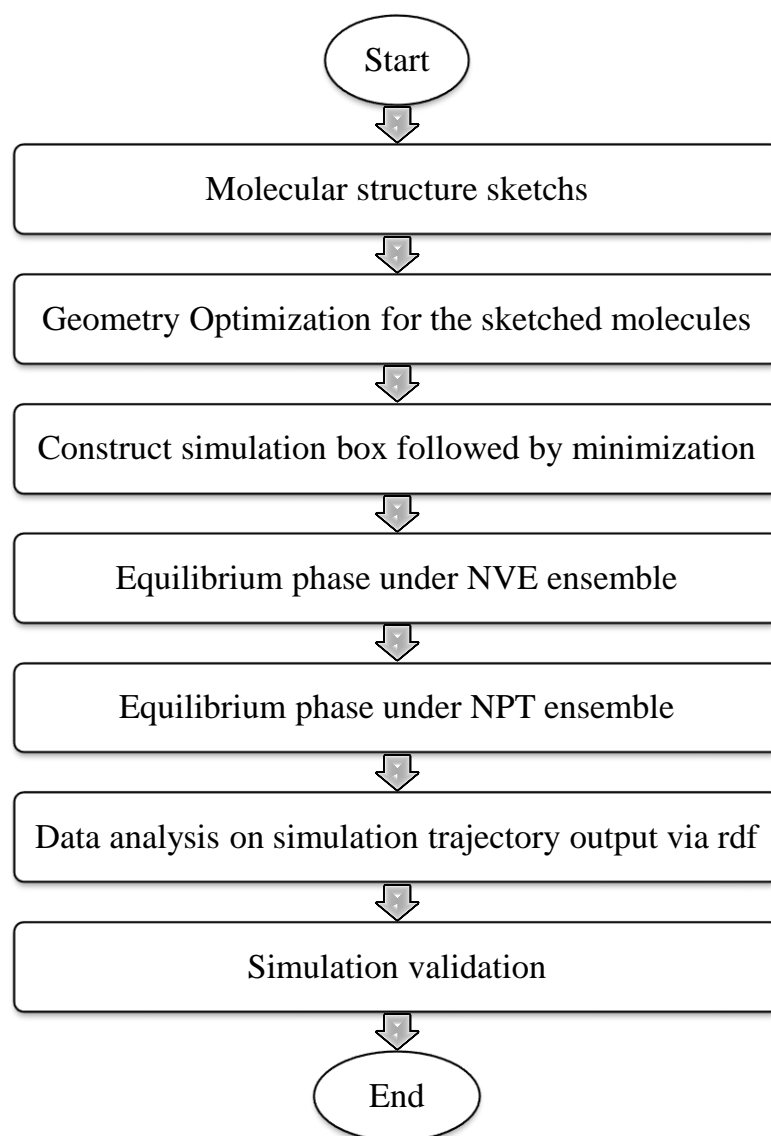 Start
Molecular structure sketchs
Geometry Optimization for the sketched molecules
Construct simulation box followed by minimization
Equilibrium phase under NVE ensemble
Equilibrium phase under NPT ensemble
Data analysis on simulation trajectory output via rdf
Simulation validation
End